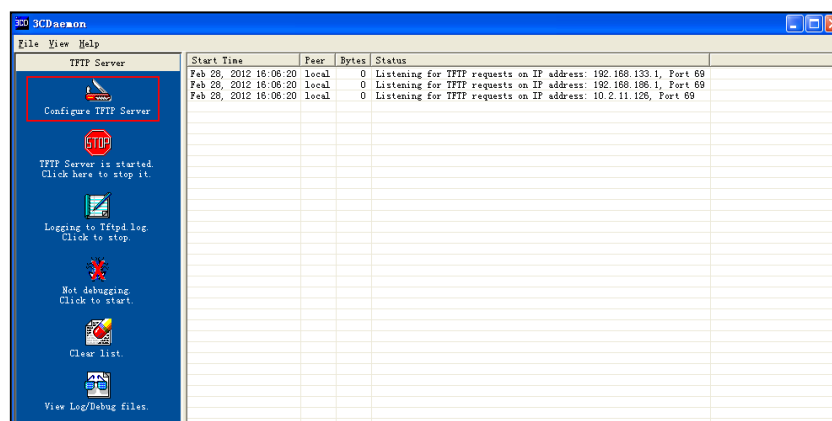 3CD 3CDaemon
File View Help
TFTP Server
Configure TFTP Server
STOP
TFTP Server is started.
Click here to stop it.
Logging to Tftpd.log.
Click to stop.
Not debugging.
Click to start.
Clear list.
View Log/Debug files.
Start Time Peer Bytes Status
Feb 28, 2012 16:06:20 local 0 Listening for TFTP requests on IP address: 192.168.133.1, Port 69
Feb 28, 2012 16:06:20 local 0 Listening for TFTP requests on IP address: 192.168.186.1, Port 69
Feb 28, 2012 16:06:20 local 0 Listening for TFTP requests on IP address: 10.2.11.126, Port 69